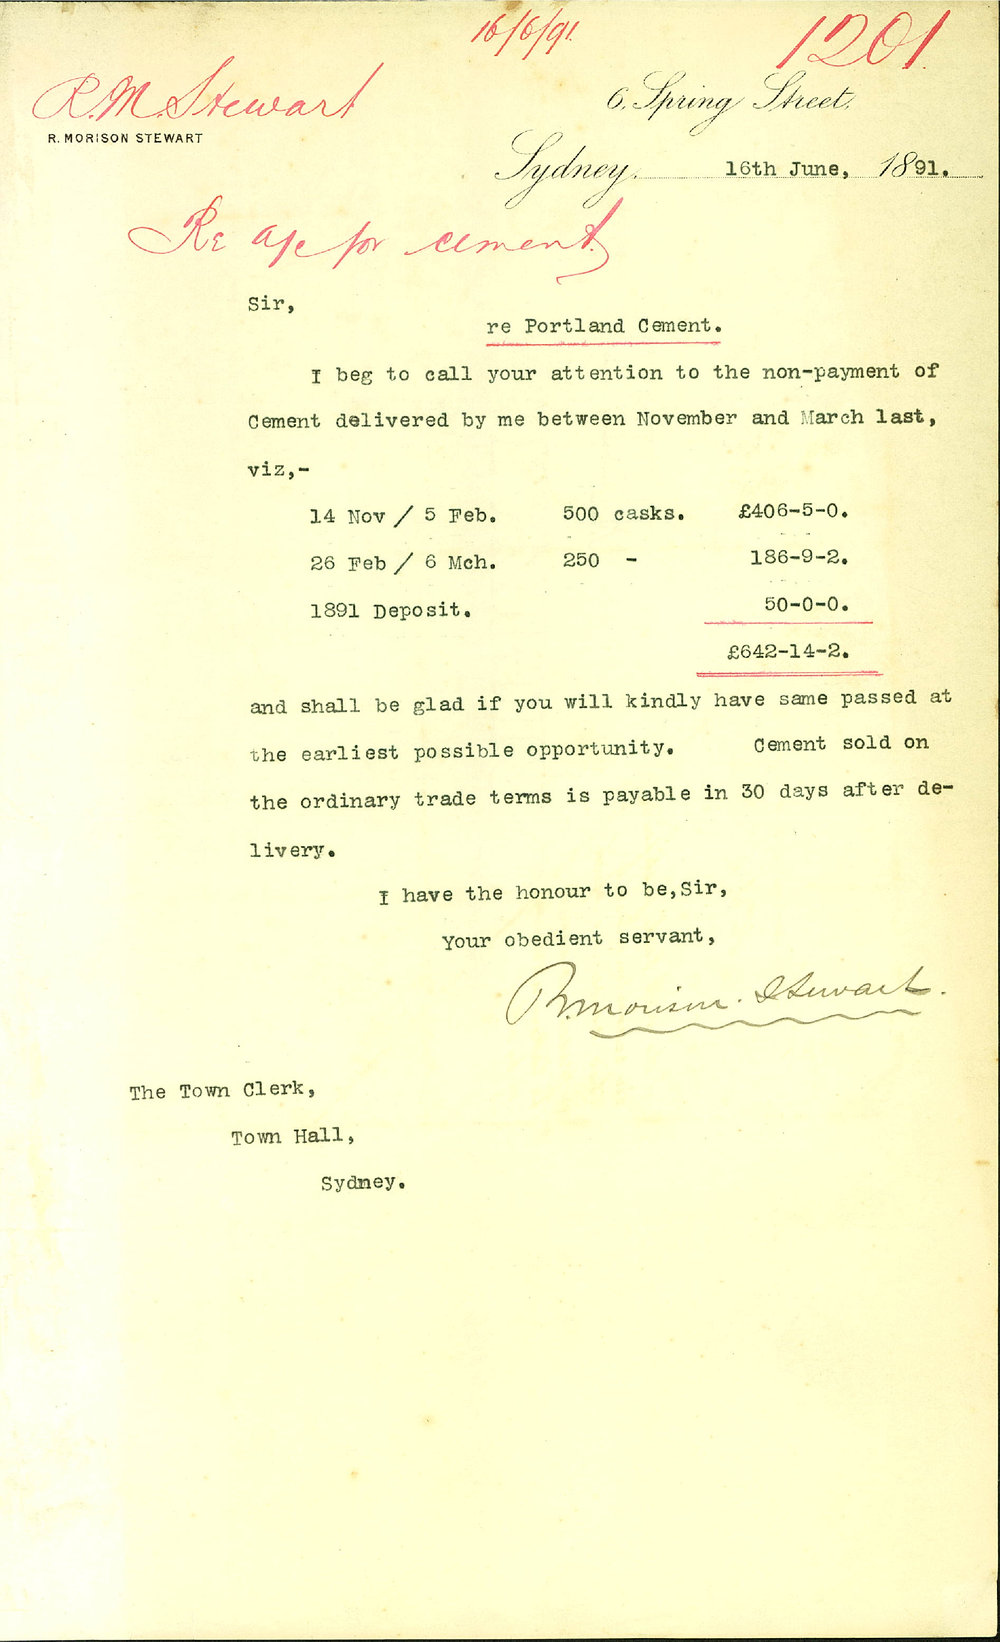 16/6/91.
1201
R. M. Stewart
R. MORISON STEWART
6, Spring Street.
Sydney, 16th June, 1891.
Re a/c for cement
Sir,
re Portland Cement.
I beg to call your attention to the non-payment of
Cement delivered by me between November and March last,
viz,-
14 Nov / 5 Feb. 500 casks. £406-5-0.
26 Feb / 6 Mch. 250 - 186-9-2.
1891 Deposit. 50-0-0.
£642-14-2.
and shall be glad if you will kindly have same passed at
the earliest possible opportunity. Cement sold on
the ordinary trade terms is payable in 30 days after de-
livery.
I have the honour to be,Sir,
Your obedient servant,
R. Morison. Stewart.
The Town Clerk,
Town Hall,
Sydney.